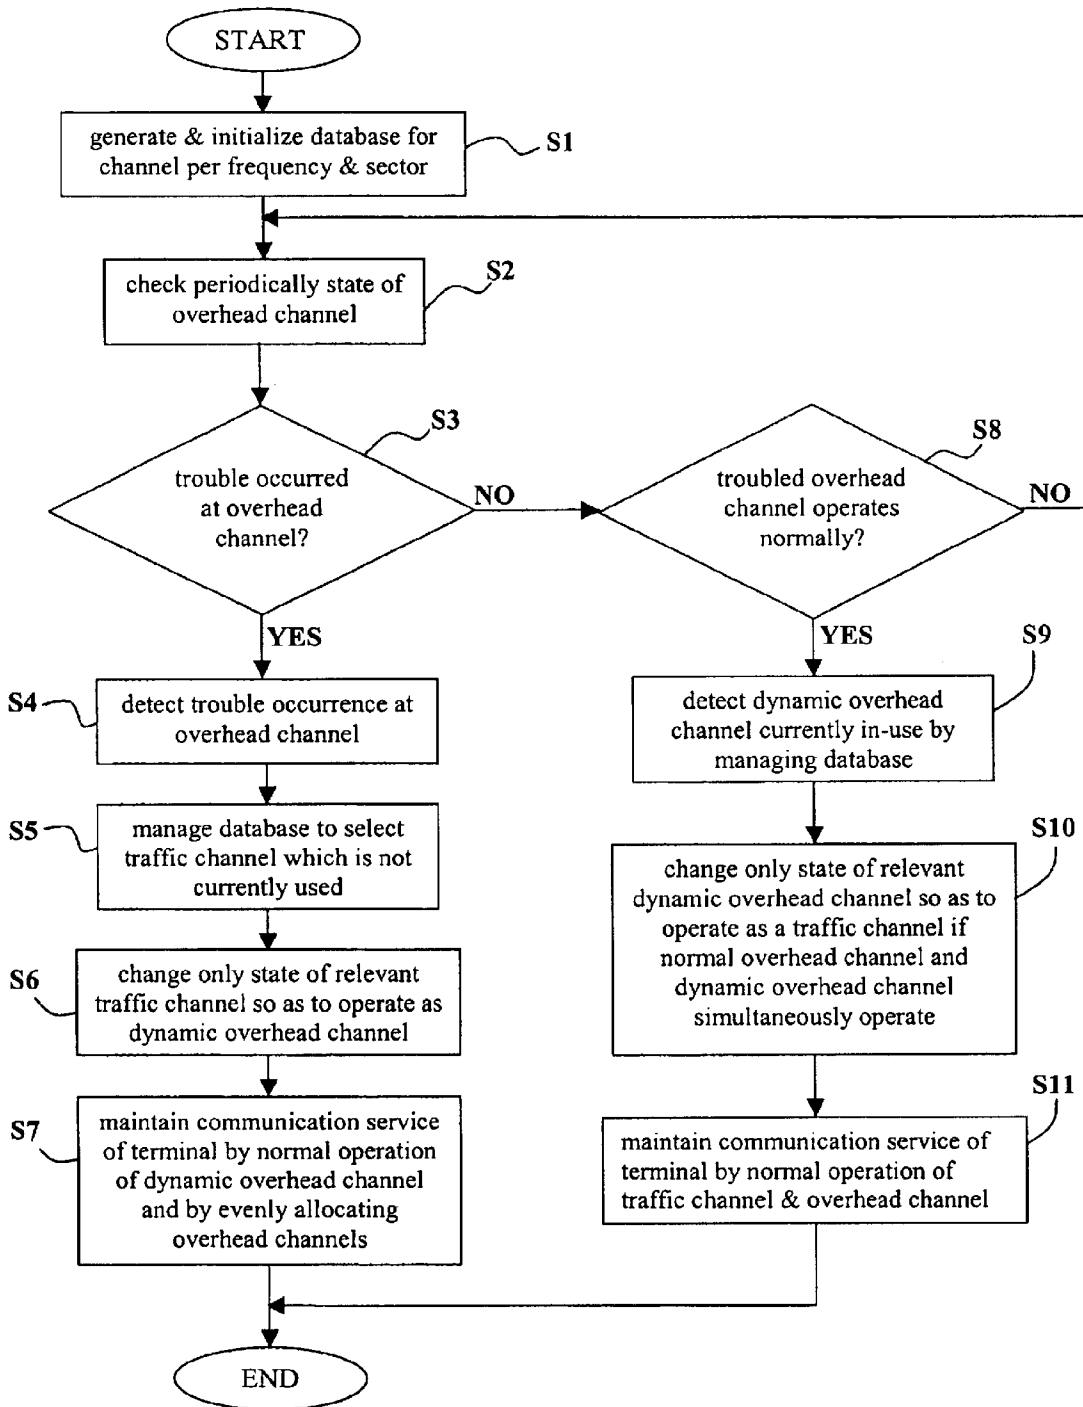 START
generate & initialize database for
channel per frequency & sector
S1
check periodically state of
overhead channel
S2
trouble occurred
at overhead
channel?
S3
NO
YES
troubled overhead
channel operates
normally?
S8
NO
YES
S4
detect trouble occurrence at
overhead channel
S5
manage database to select
traffic channel which is not
currently used
S6
change only state of relevant
traffic channel so as to operate as
dynamic overhead channel
S7
maintain communication service
of terminal by normal operation
of dynamic overhead channel
and by evenly allocating
overhead channels
S9
detect dynamic overhead
channel currently in-use by
managing database
S10
change only state of relevant
dynamic overhead channel so as to
operate as a traffic channel if
normal overhead channel and
dynamic overhead channel
simultaneously operate
S11
maintain communication service of
terminal by normal operation of
traffic channel & overhead channel
END